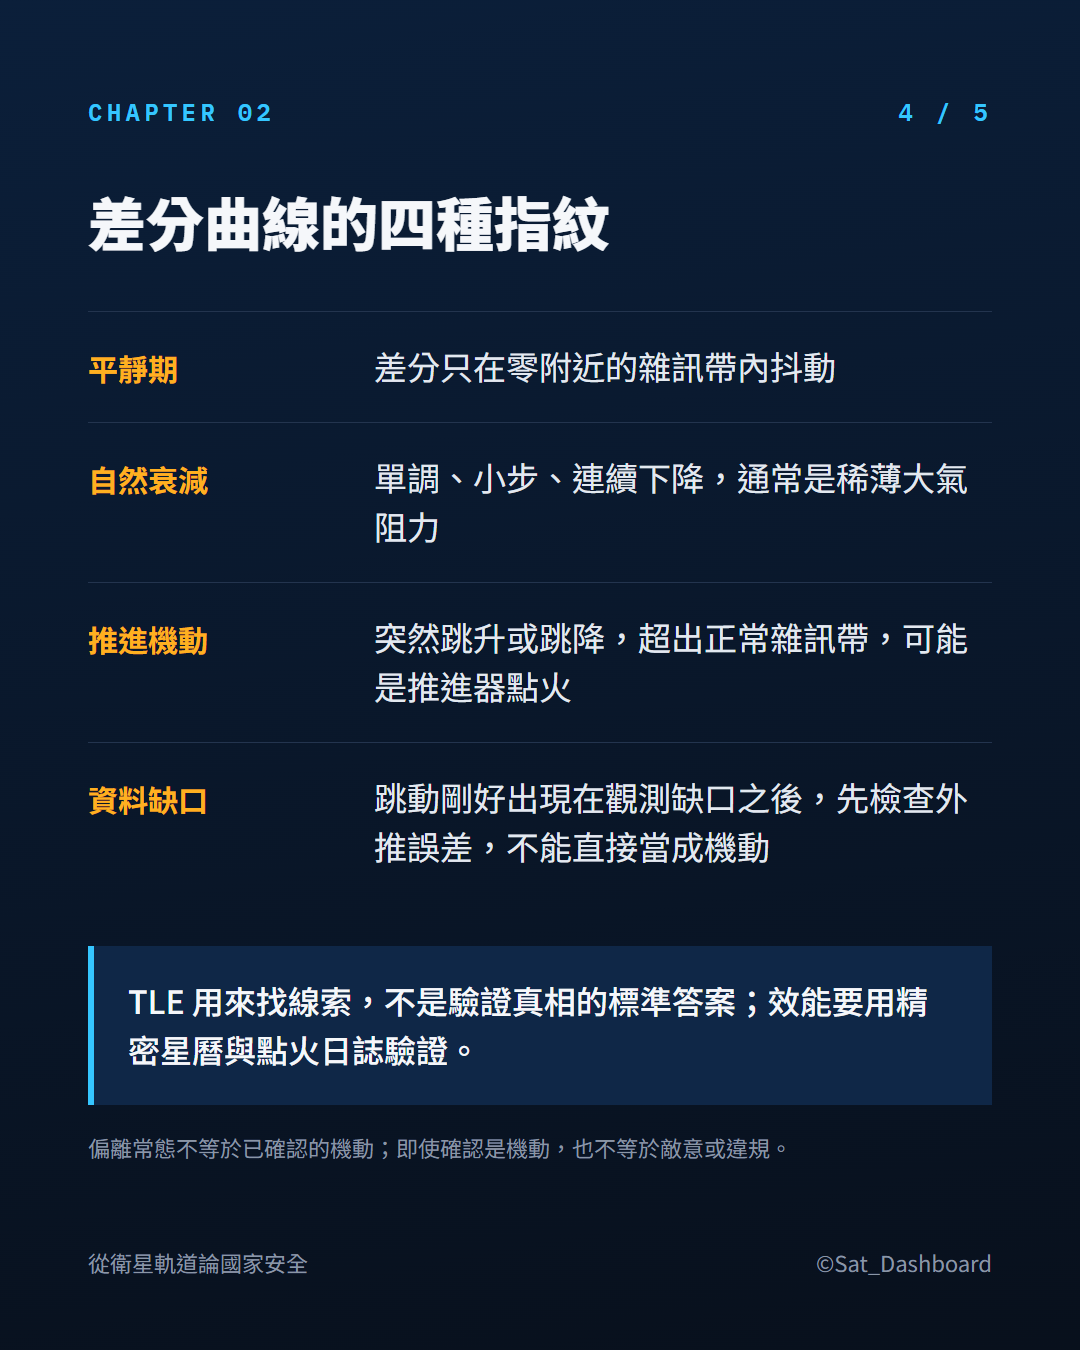 CHAPTER 02
4 / 5
差分曲線的四種指紋
平靜期
差分只在零附近的雜訊帶內抖動
自然衰減
單調、小步、連續下降，通常是稀薄大氣
阻力
推進機動
突然跳升或跳降，超出正常雜訊帶，可能
是推進器點火
資料缺口
跳動剛好出現在觀測缺口之後，先檢查外
推誤差，不能直接當成機動
TLE 用來找線索，不是驗證真相的標準答案；效能要用精
密星曆與點火日誌驗證。
偏離常態不等於已確認的機動；即使確認是機動，也不等於敵意或違規。
從衛星軌道論國家安全
©Sat_Dashboard